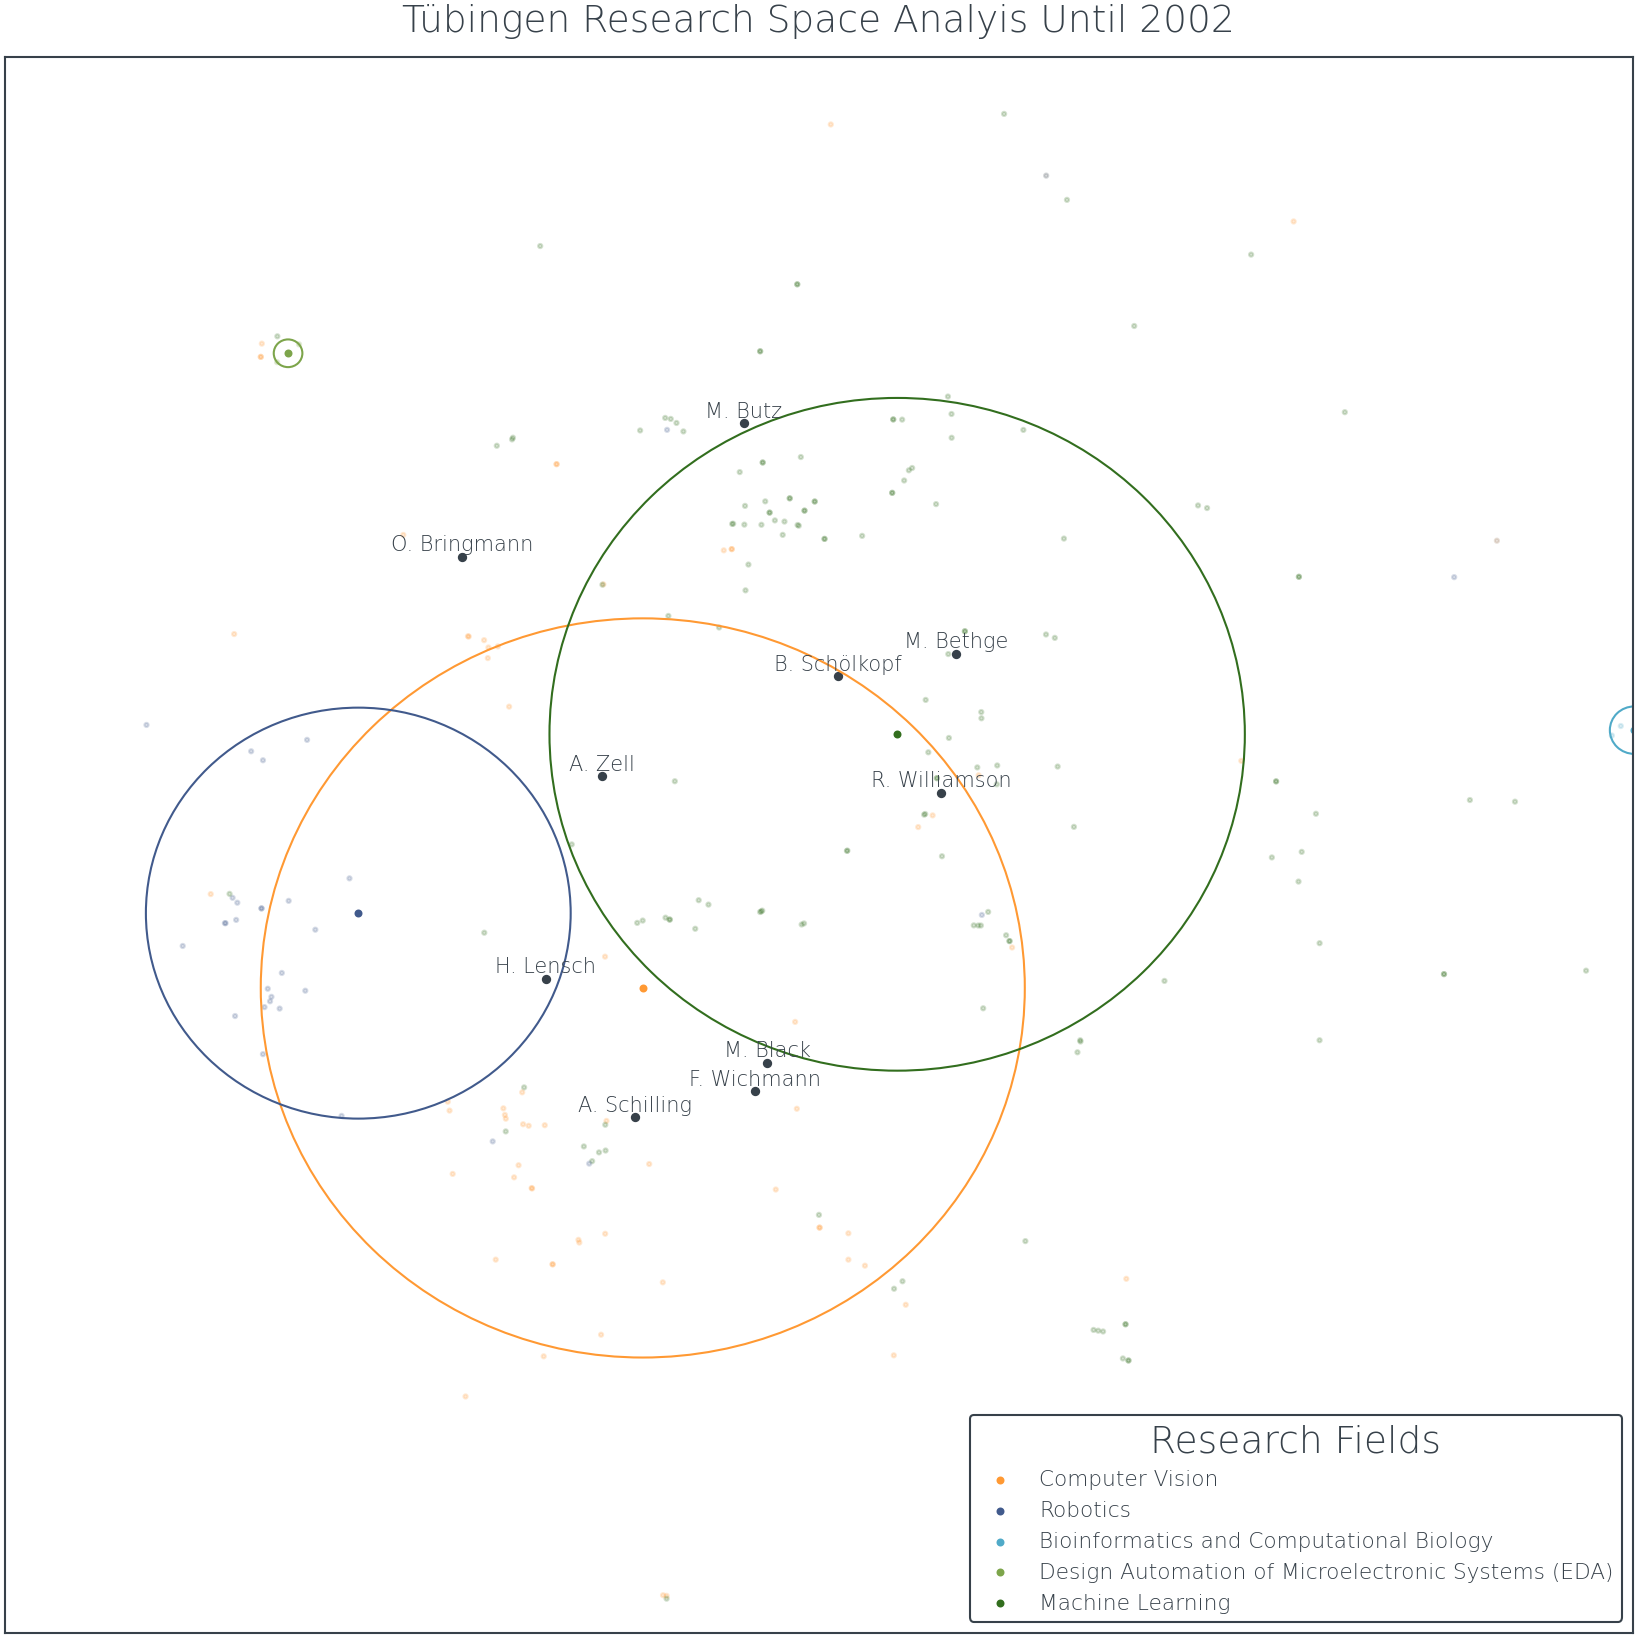 Tübingen Research Space Analyis Until 2002
M. Butz
O. Bringmann
M. Bethge
B. Schölkopf
A. Zell
R. Williamson
H. Lensch
M. Black
F. Wichmann
A. Schilling
Research Fields
Computer Vision
Robotics
Bioinformatics and Computational Biology
Design Automation of Microelectronic Systems (EDA)
Machine Learning